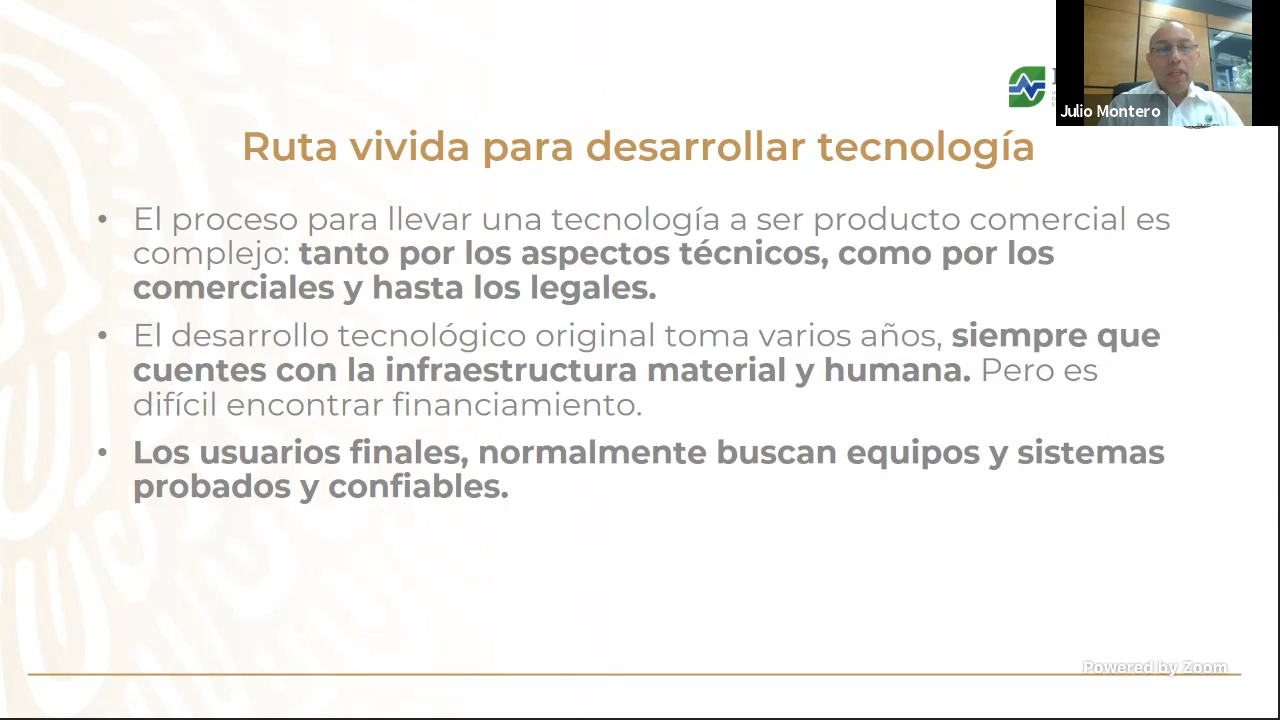 Julio Montero
Ruta vivida para desarrollar tecnología
• El proceso para llevar una tecnología a ser producto comercial es
complejo: tanto por los aspectos técnicos, como por los
comerciales y hasta los legales.
• El desarrollo tecnológico original toma varios años, siempre que
cuentes con la infraestructura material y humana. Pero es
difícil encontrar financiamiento.
• Los usuarios finales, normalmente buscan equipos y sistemas
probados y confiables.
Powered by Zoom